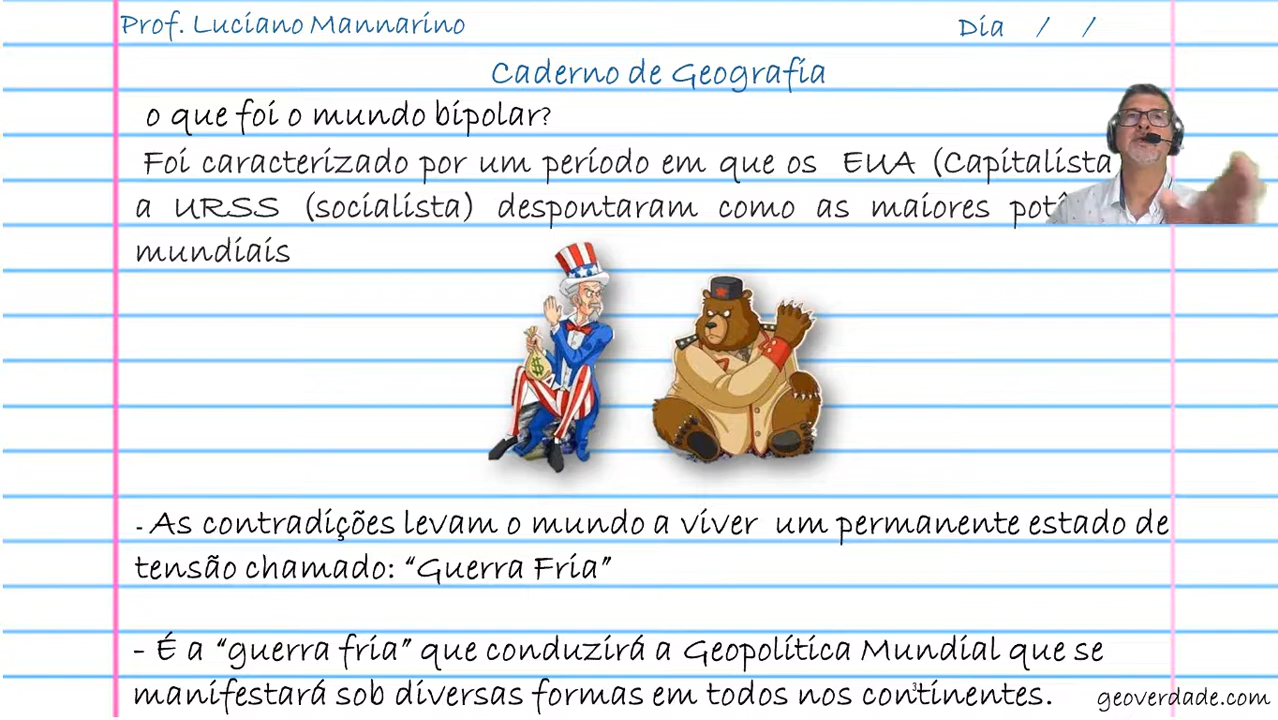 Prof. Luciano Mannarino Dia / /
Caderno de Geografia
o que foi o mundo bipolar?
Foi caracterizado por um período em que os EUA (Capitalista
a URSS (socialista) despontaram como as maiores
mundiais
$
- As contradições levam o mundo a viver um permanente estado de
tensão chamado: “Guerra Fria”
- É a “guerra fria” que conduzirá a Geopolítica Mundial que se
manifestará sob diversas formas em todos nos continentes.
3
geoverdade.com